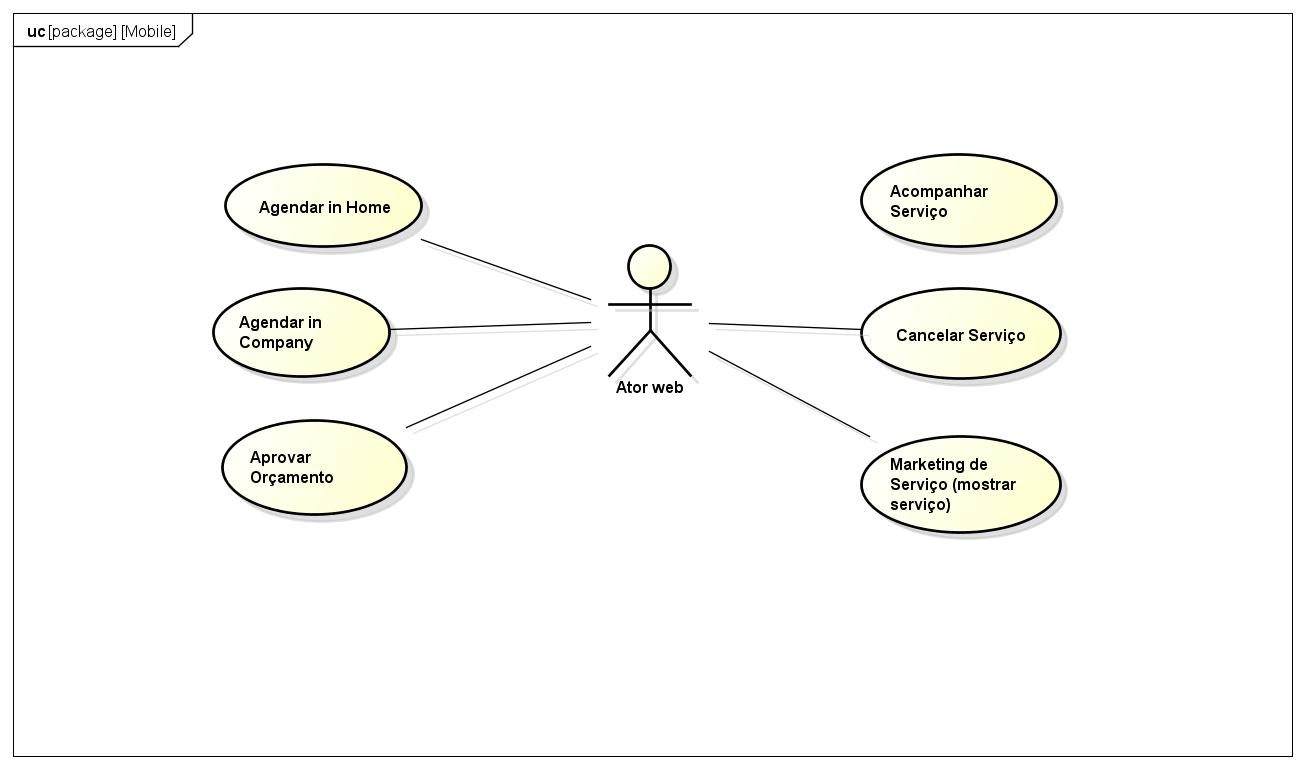 uc [package] [Mobile]
Agendar in Home
Agendar in
Company
Aprovar
Orçamento
Ator web
Acompanhar
Serviço
Cancelar Serviço
Marketing de
Serviço (mostrar
serviço)